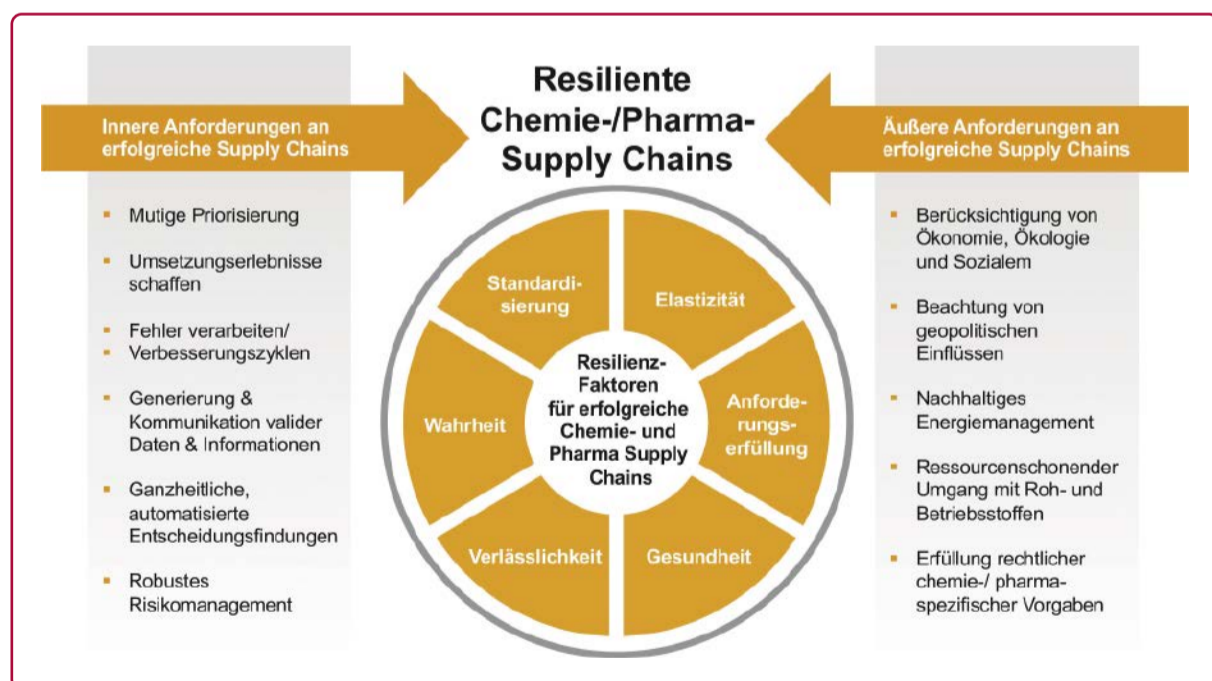 Resiliente
Chemie-/Pharma-
Supply Chains
Innere Anforderungen an
erfolgreiche Supply Chains
Mutige Priorisierung
Umsetzungserlebnisse
schaffen
Fehler verarbeiten/
Verbesserungszyklen
Generierung &
Kommunikation valider
Daten & Informationen
Ganzheitliche,
automatisierte
Entscheidungsfindungen
Robustes
Risikomanagement
Standardi-
sierung
Elastizität
Wahrheit
Resilienz-
Faktoren
für erfolgreiche
Chemie- und
Pharma Supply
Chains
Anforde-
rungs-
erfüllung
Verlässlichkeit
Gesundheit
Äußere Anforderungen an
erfolgreiche Supply Chains
Berücksichtigung von
Ökonomie, Ökologie
und Sozialem
Beachtung von
geopolitischen
Einflüssen
Nachhaltiges
Energiemanagement
Ressourcenschonender
Umgang mit Roh- und
Betriebsstoffen
Erfüllung rechtlicher
chemie-/ pharma-
spezifischer Vorgaben